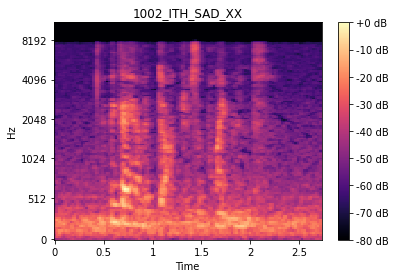 1002_ITH_SAD_XX
+0 dB
8192
-10 dB
4096
-20 dB
-30 dB
2048
-40 dB
Hz
1024
-50 dB
512
-60 dB
-70 dB
0
-80 dB
0 0.5 1 1.5 2 2.5
Time